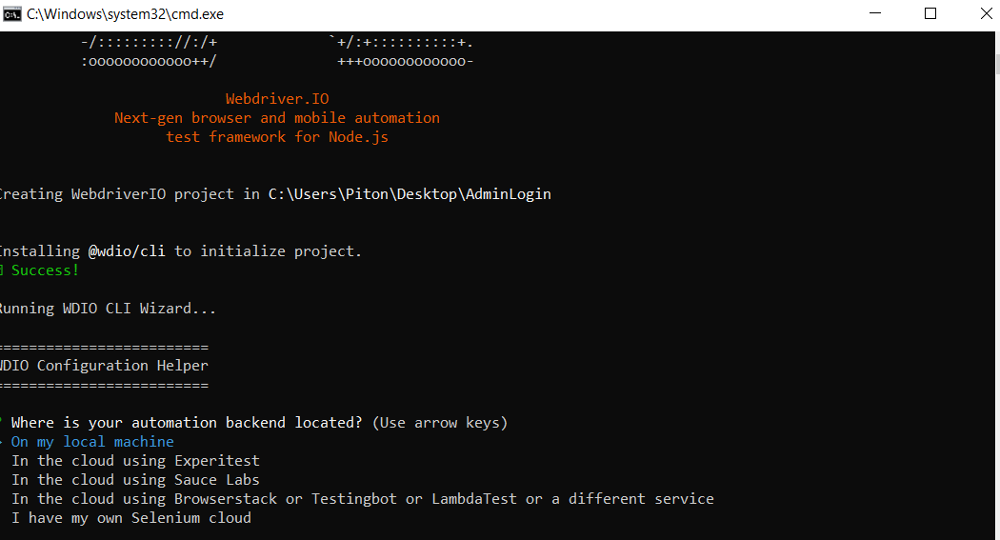 C:\Windows\system32\cmd.exe
-/:::::::::://:/+ `+/:+::::::::::+.
:oooooooooooo++/ +++oooooooooooo-
Webdriver.IO
Next-gen browser and mobile automation
test framework for Node.js
Creating WebdriverIO project in C:\Users\Piton\Desktop\AdminLogin
Installing @wdio/cli to initialize project.
Success!
Running WDIO CLI Wizard...
=========================
WDIO Configuration Helper
=========================
? Where is your automation backend located? (Use arrow keys)
> On my local machine
In the cloud using Experitest
In the cloud using Sauce Labs
In the cloud using Browserstack or Testingbot or LambdaTest or a different service
I have my own Selenium cloud